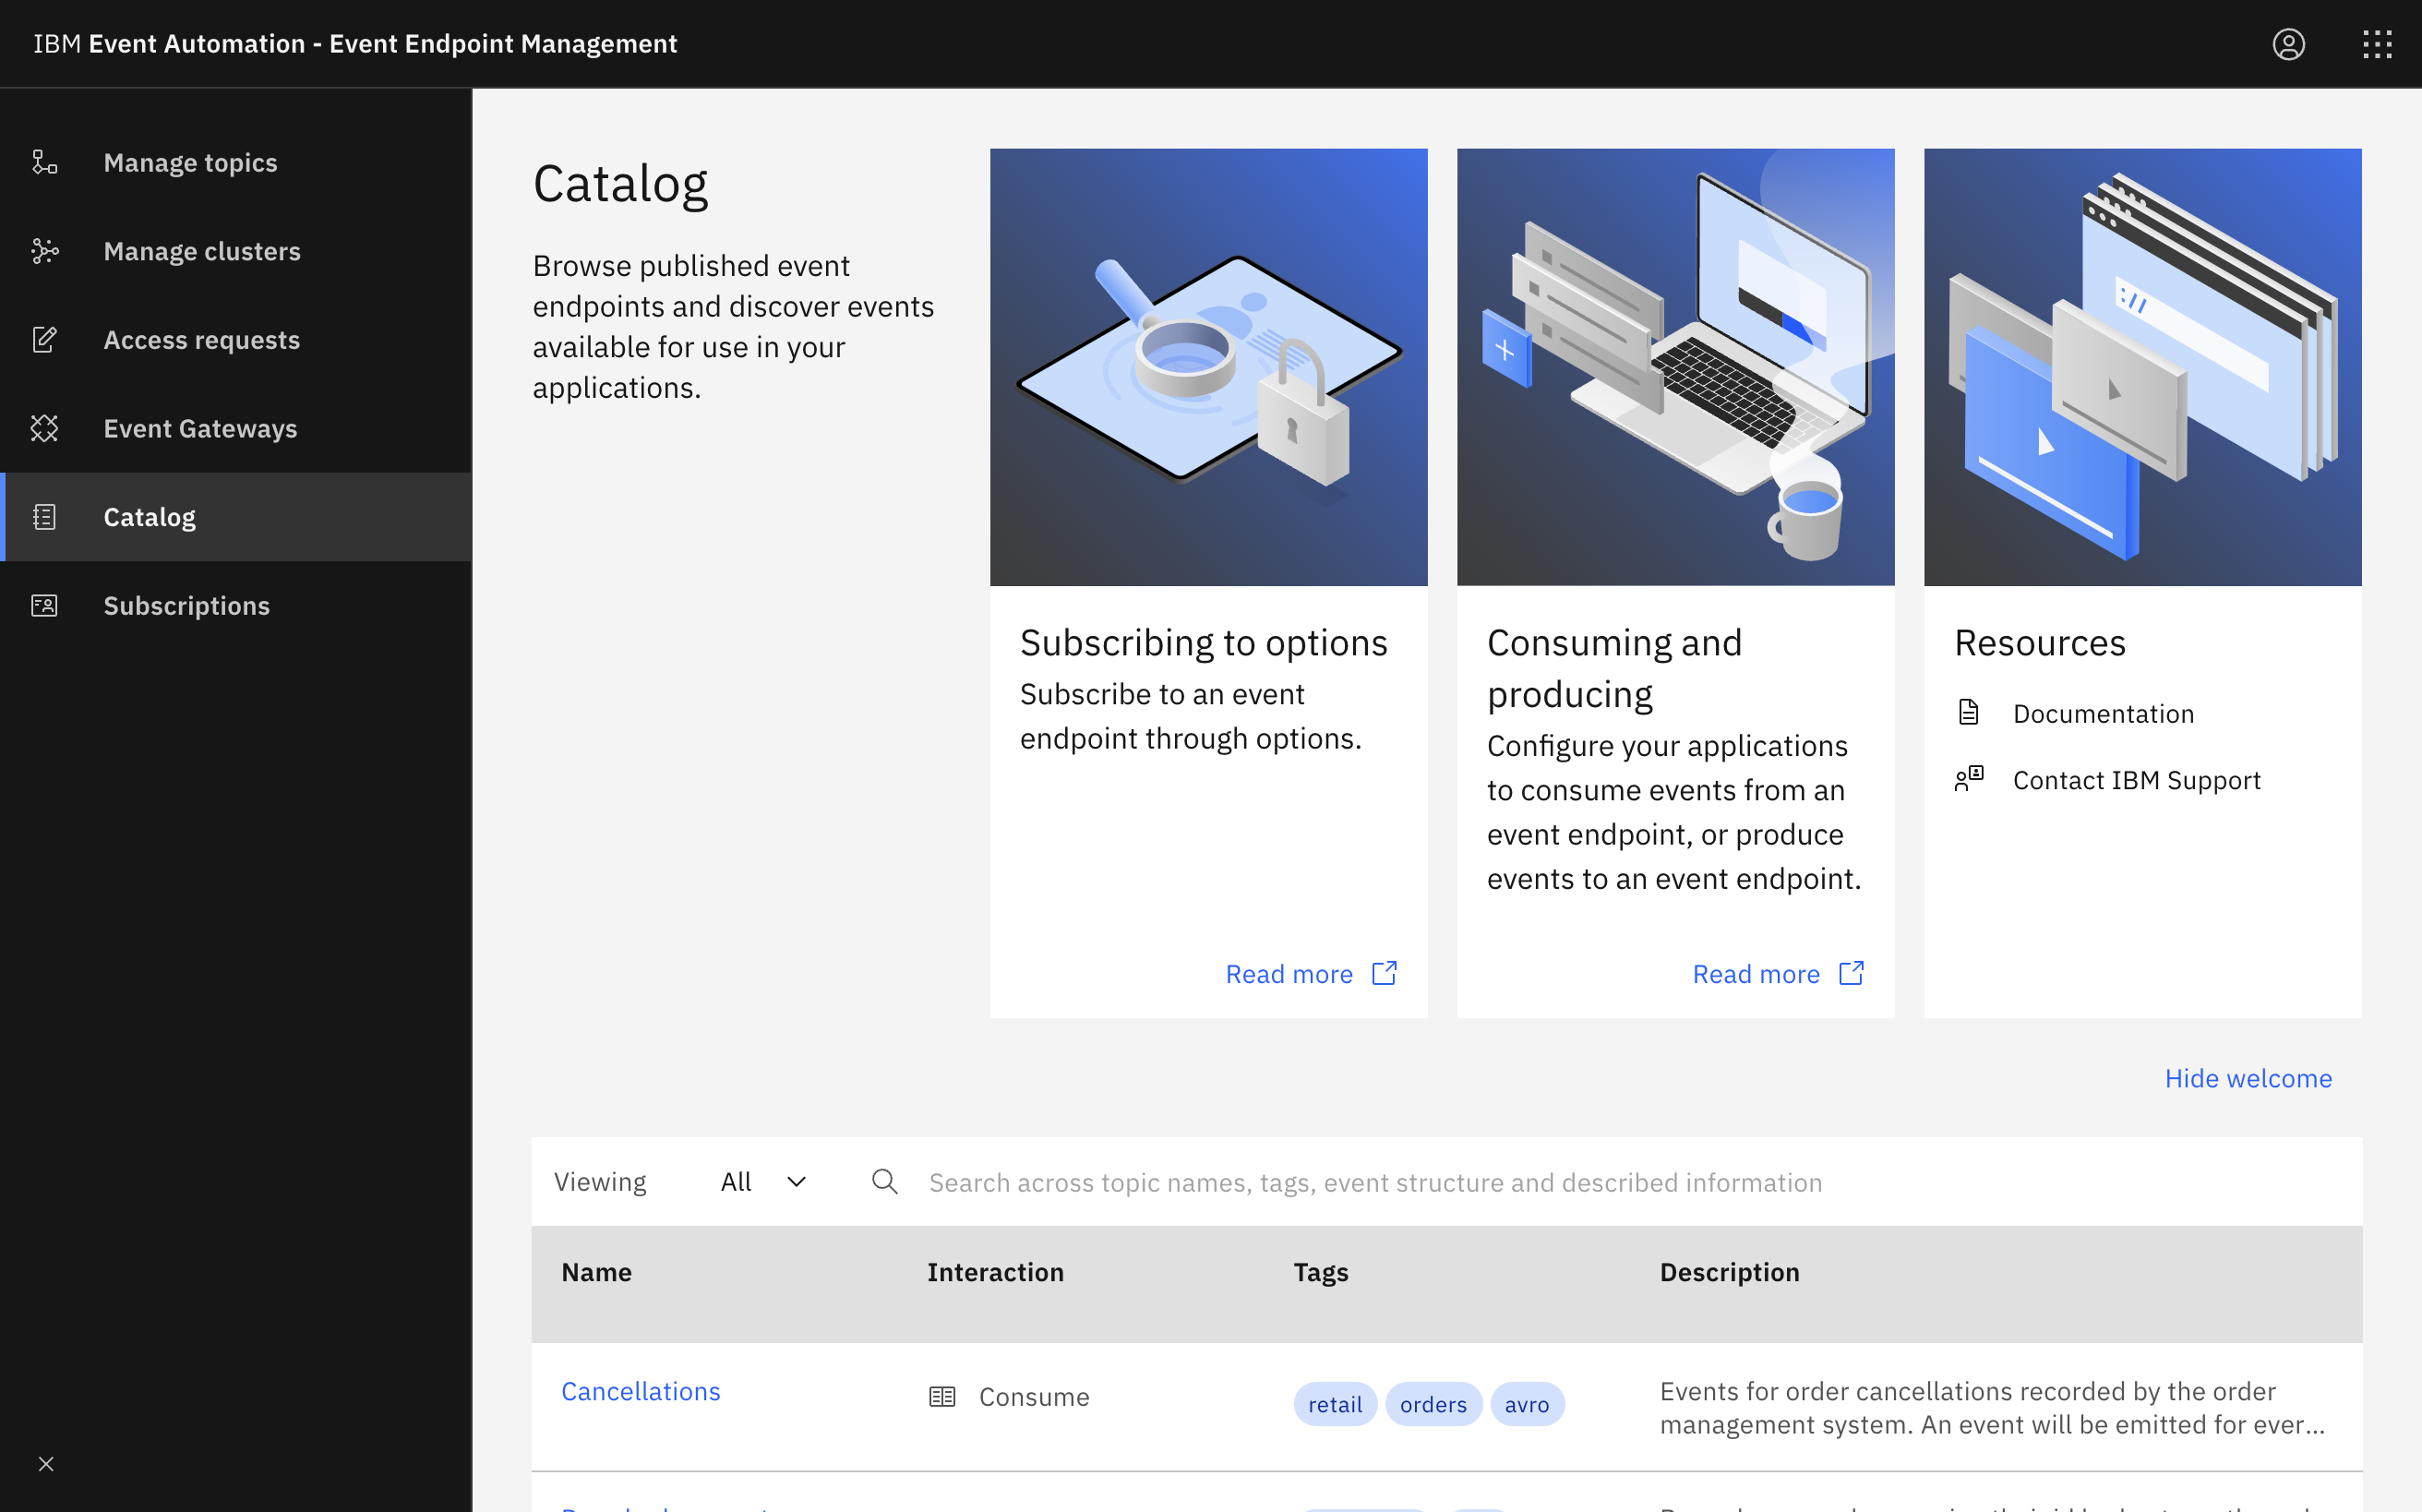 IBM Event Automation - Event Endpoint Management
Manage topics
Manage clusters
Access requests
Event Gateways
Catalog
Subscriptions
Catalog
Browse published event
endpoints and discover events
available for use in your
applications.
Subscribing to options
Subscribe to an event
endpoint through options.
Read more
Consuming and
producing
Configure your applications
to consume events from an
event endpoint, or produce
events to an event endpoint.
Read more
Resources
Documentation
Contact IBM Support
Hide welcome
Viewing All Search across topic names, tags, event structure and described information
Name Interaction Tags Description
Cancellations Consume retail orders avro Events for order cancellations recorded by the order
management system. An event will be emitted for ever...